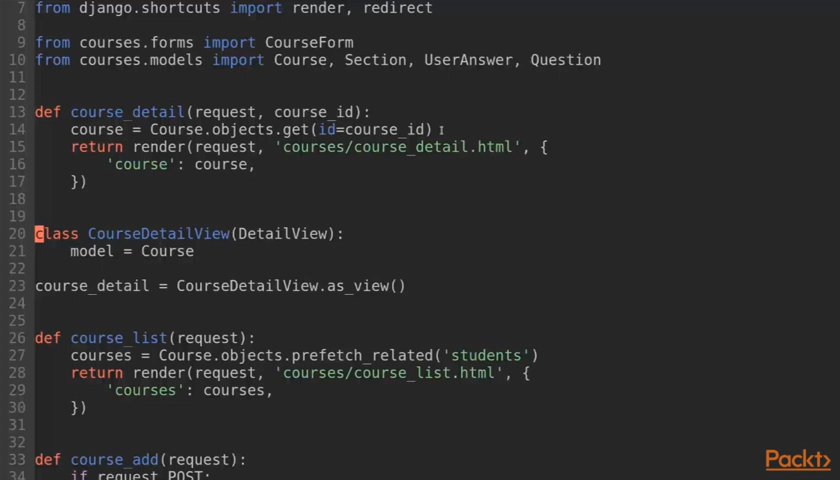 7 from django.shortcuts import render, redirect
8
9 from courses.forms import CourseForm
10 from courses.models import Course, Section, UserAnswer, Question
11
12
13 def course_detail(request, course_id):
14     course = Course.objects.get(id=course_id)
15     return render(request, 'courses/course_detail.html', {
16         'course': course,
17     })
18
19
20 class CourseDetailView(DetailView):
21     model = Course
22
23 course_detail = CourseDetailView.as_view()
24
25
26 def course_list(request):
27     courses = Course.objects.prefetch_related('students')
28     return render(request, 'courses/course_list.html', {
29         'courses': courses,
30     })
31
32
33 def course_add(request):
34     if request.POST:
Packt>